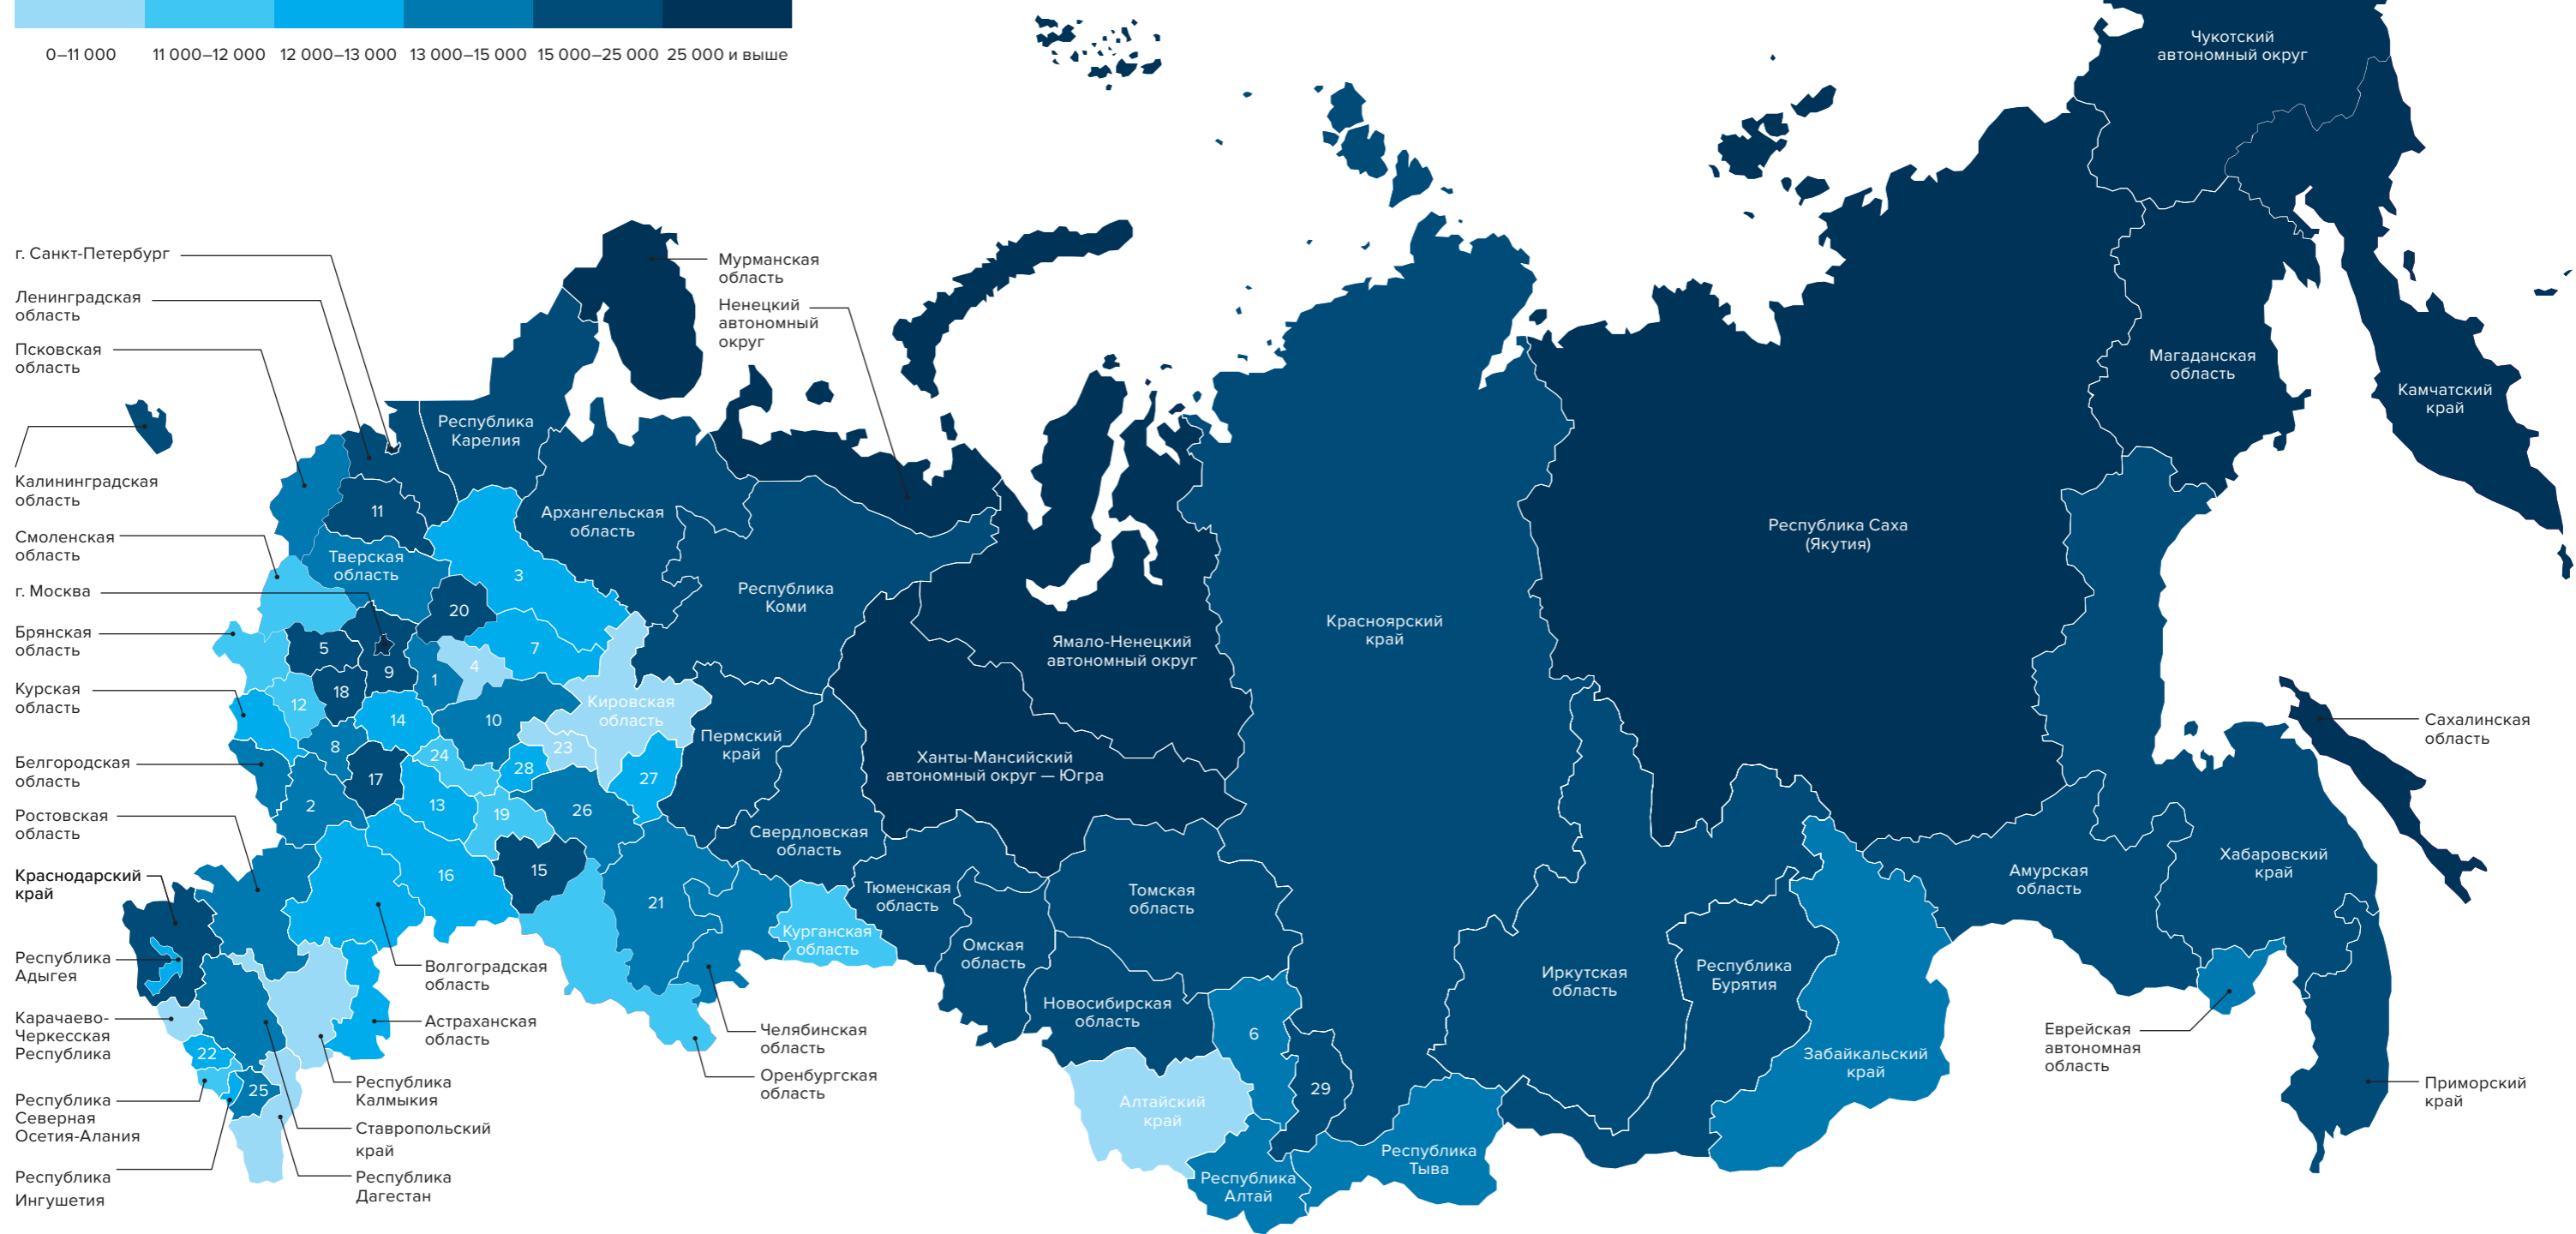 0–11 000
11 000–12 000
12 000–13 000
13 000–15 000
15 000–25 000
25 000 и выше
г. Санкт-Петербург
Ленинградская
область
Псковская
область
Калининградская
область
Смоленская
область
г. Москва
Брянская
область
Курская
область
Белгородская
область
Ростовская
область
Краснодарский
край
Республика
Адыгея
Карачаево-
Черкесская
Республика
Республика
Северная
Осетия-Алания
Республика
Ингушетия
Мурманская
область
Ненецкий
автономный
округ
Республика
Карелия
11
Архангельская
область
Тверская
область
3
Республика
Коми
20
7
5
4
9
1
18
12
14
10
Кировская
область
8
24
23
28
27
17
13
2
19
26
16
15
21
Пермский
край
Свердловская
область
Курганская
область
Тюменская
область
Омская
область
Томская
область
Новосибирская
область
Ханты-Мансийский
автономный округ — Югра
Ямало-Ненецкий
автономный округ
Красноярский
край
Волгоградская
область
Астраханская
область
22
25
Республика
Калмыкия
Ставропольский
край
Республика
Дагестан
Челябинская
область
Оренбургская
область
6
29
Алтайский
край
Республика
Алтай
Республика
Тыва
Иркутская
область
Республика
Бурятия
Забайкальский
край
Республика Саха
(Якутия)
Чукотский
автономный округ
Магаданская
область
Камчатский
край
Сахалинская
область
Амурская
область
Хабаровский
край
Еврейская
автономная
область
Приморский
край